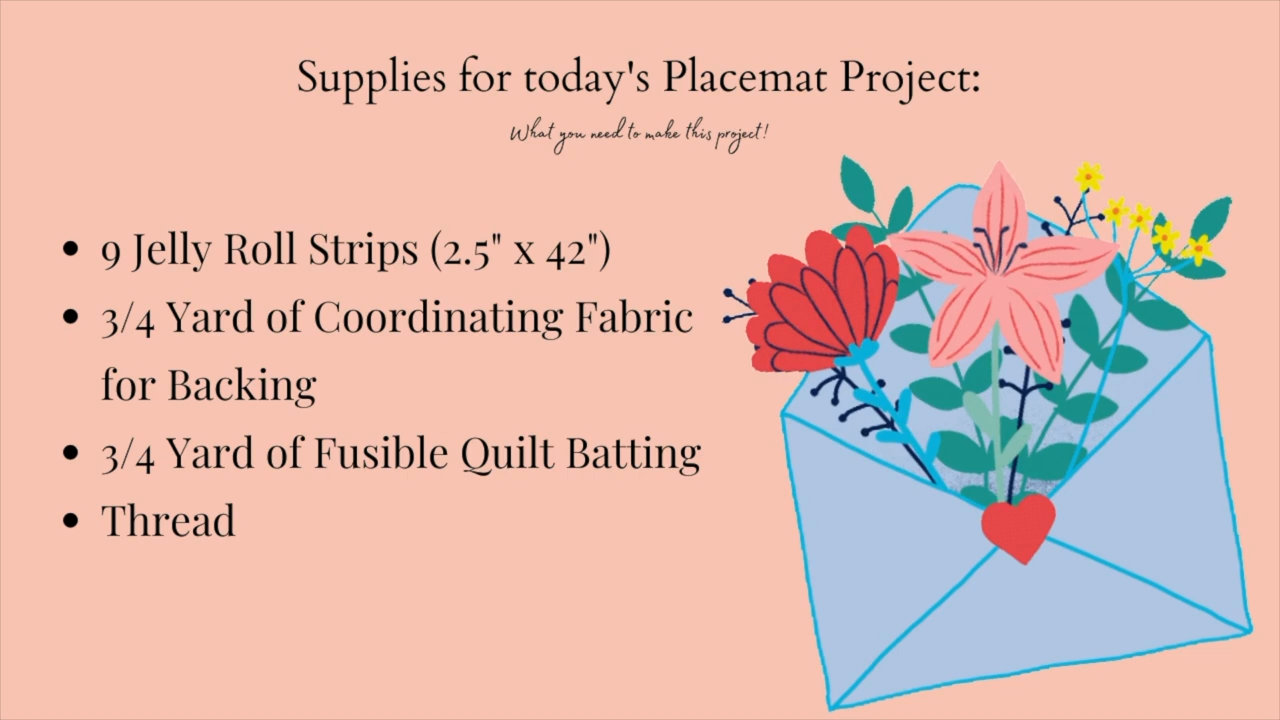 Supplies for today's Placemat Project:
What you need to make this project!
• 9 Jelly Roll Strips (2.5" x 42")
• 3/4 Yard of Coordinating Fabric
for Backing
• 3/4 Yard of Fusible Quilt Batting
• Thread